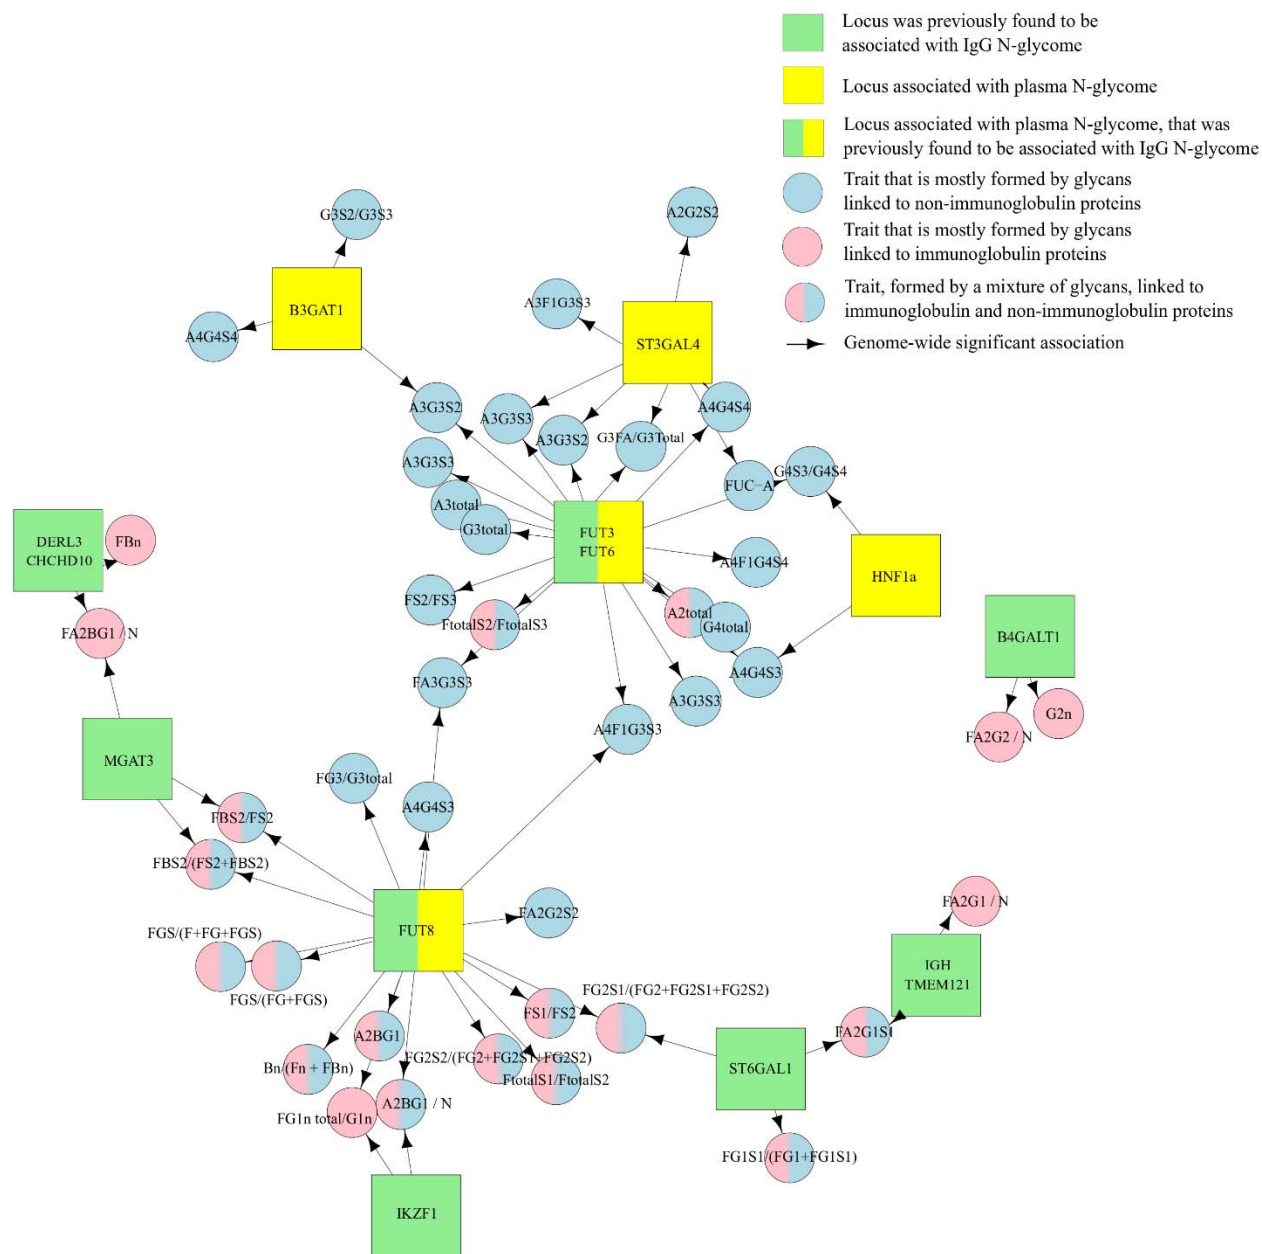 Locus was previously found to be
associated with IgG N-glycome
Locus associated with plasma N-glycome
Locus associated with plasma N-glycome, that was
previously found to be associated with IgG N-glycome
Trait that is mostly formed by glycans
linked to non-immunoglobulin proteins
Trait that is mostly formed by glycans
linked to immunoglobulin proteins
Trait, formed by a mixture of glycans, linked to
immunoglobulin and non-immunoglobulin proteins
Genome-wide significant association
G3S2/G3S3
A2G2S2
B3GAT1
A3F1G3S3
A4G4S4
ST3GAL4
A3G3S2
A3G3S3
A4G4S4
A3G3S2
G3FA/G3Total
A3G3S3
FUC−A
G4S3/G4S4
A3total
G3total
FUT3
FUT6
DERL3
CHCHD10
FBn
A4F1G4S4
HNF1a
FS2/FS3
FtotalS2/FtotalS3
A2total
G4total
FA2BG1 / N
B4GALT1
FA3G3S3
A4G4S3
A3G3S3
G2n
A4F1G3S3
FA2G2 / N
MGAT3
FG3/G3total
A4G4S3
FBS2/FS2
FBS2/(FS2+FBS2)
FA2G2S2
FA2G1 / N
FUT8
FGS/(F+FG+FGS)
FGS/(FG+FGS)
IGH
TMEM121
FG2S1/(FG2+FG2S1+FG2S2)
FS1/FS2
A2BG1
FA2G1S1
FG2S2/(FG2+FG2S1+FG2S2)
Bn/(Fn + FBn)
ST6GAL1
FtotalS1/FtotalS2
A2BG1 / N
FG1n total/G1n
FG1S1/(FG1+FG1S1)
IKZF1